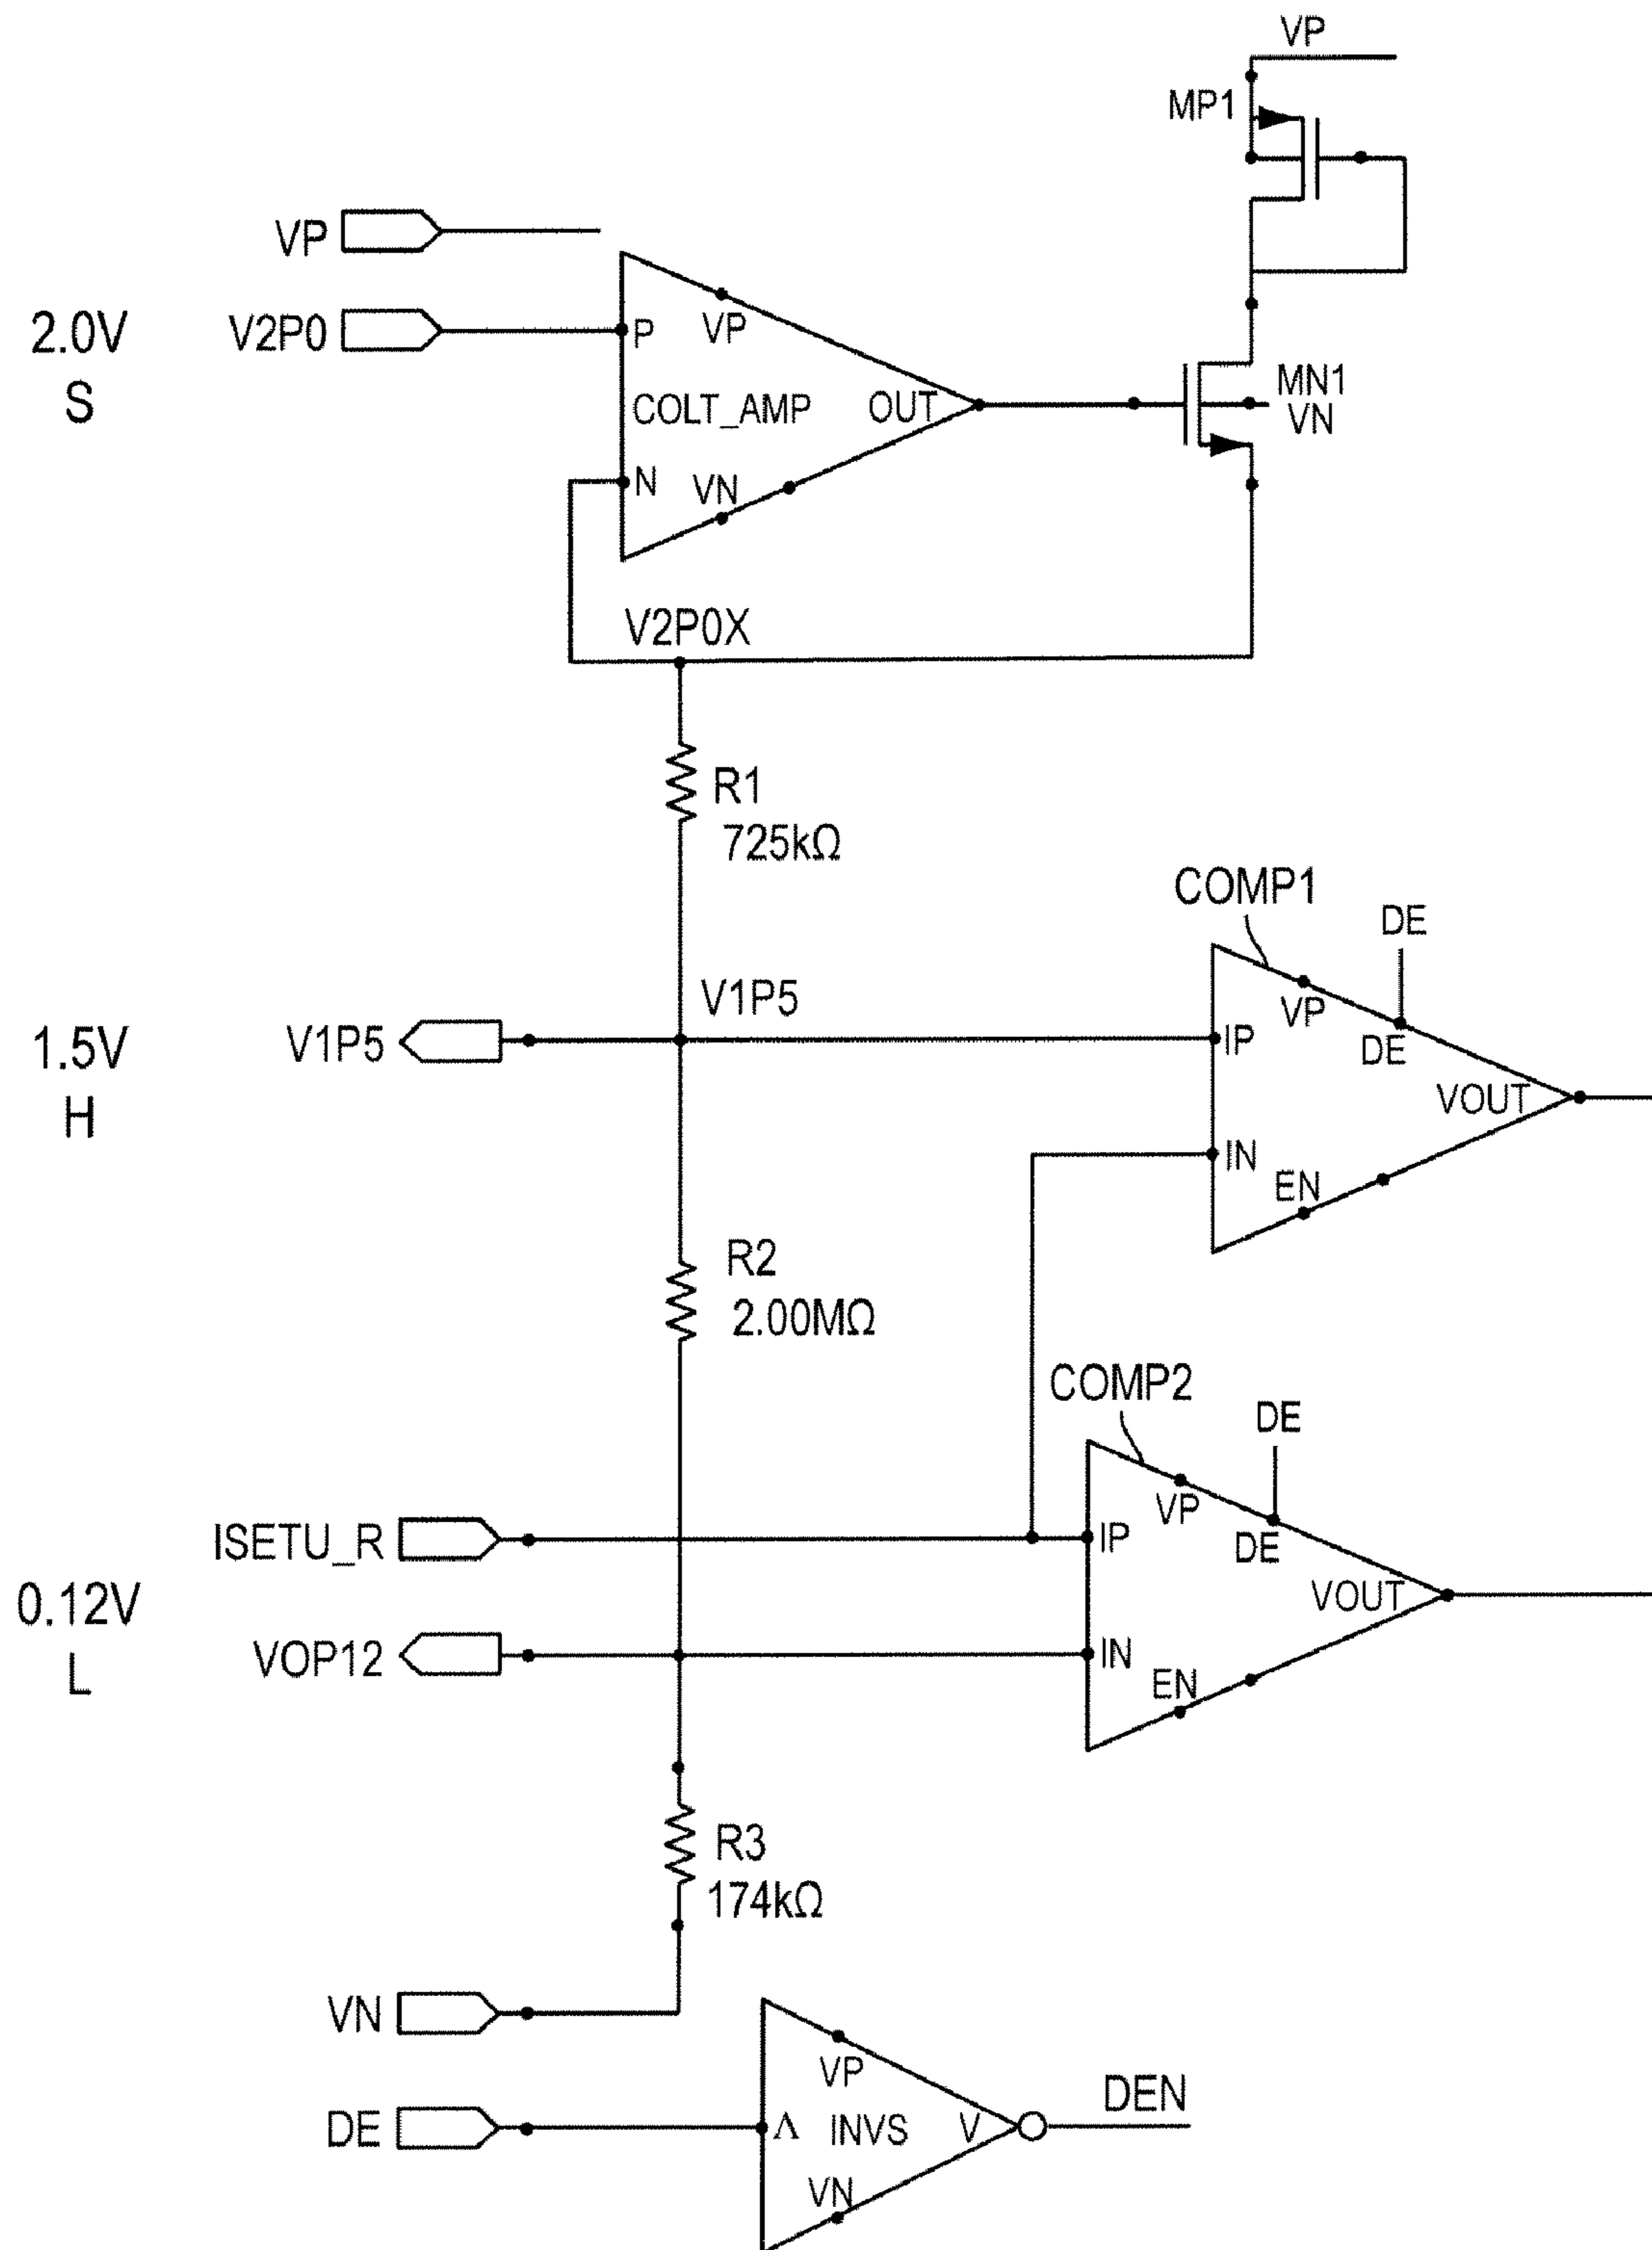 VP
MP1
VP
2.0V
S
V2P0
P
VP
COLT_AMP
OUT
N
VN
MN1
VN
V2P0X
R1
725kΩ
COMP1
DE
V1P5
VP
1.5V
H
V1P5
IP
DE
VOUT
IN
EN
R2
2.00MΩ
COMP2
DE
VP
ISETU_R
IP
DE
0.12V
L
VOUT
VOP12
IN
EN
R3
174kΩ
VN
VP
DEN
DE
Λ
INVS
V
VN